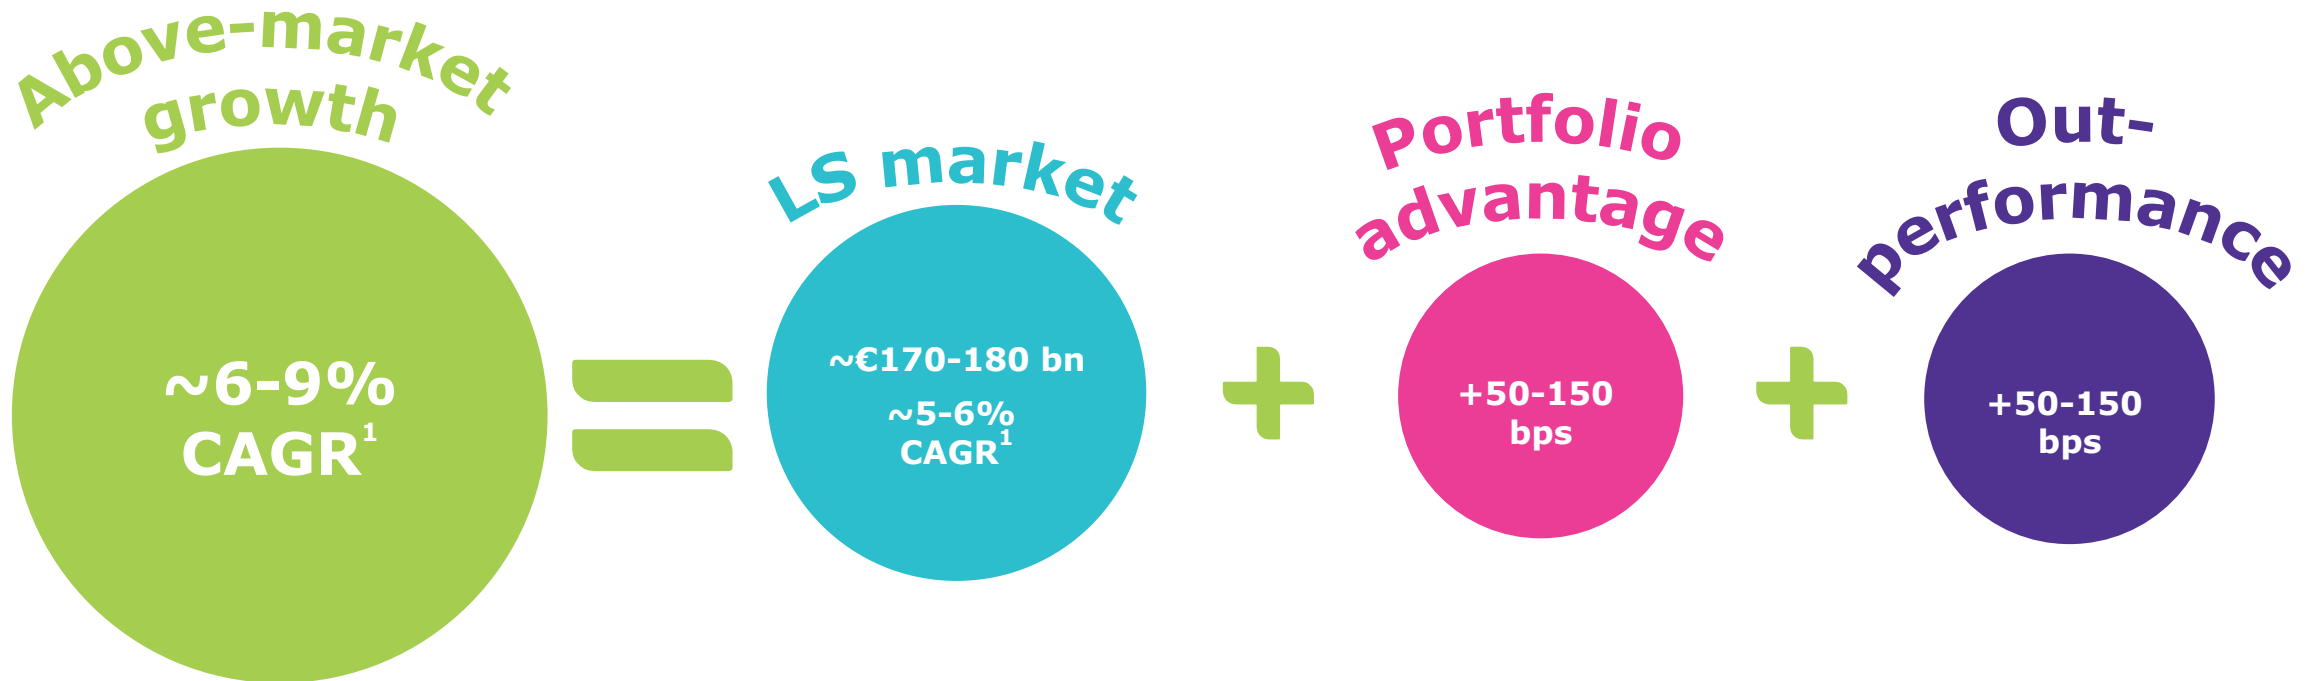 Above-market
growth
~6-9%
CAGR1
LS market
~€170-180 bn
~5-6%
CAGR1
Portfolio
advantage
+50-150
bps
Out-
performance
+50-150
bps